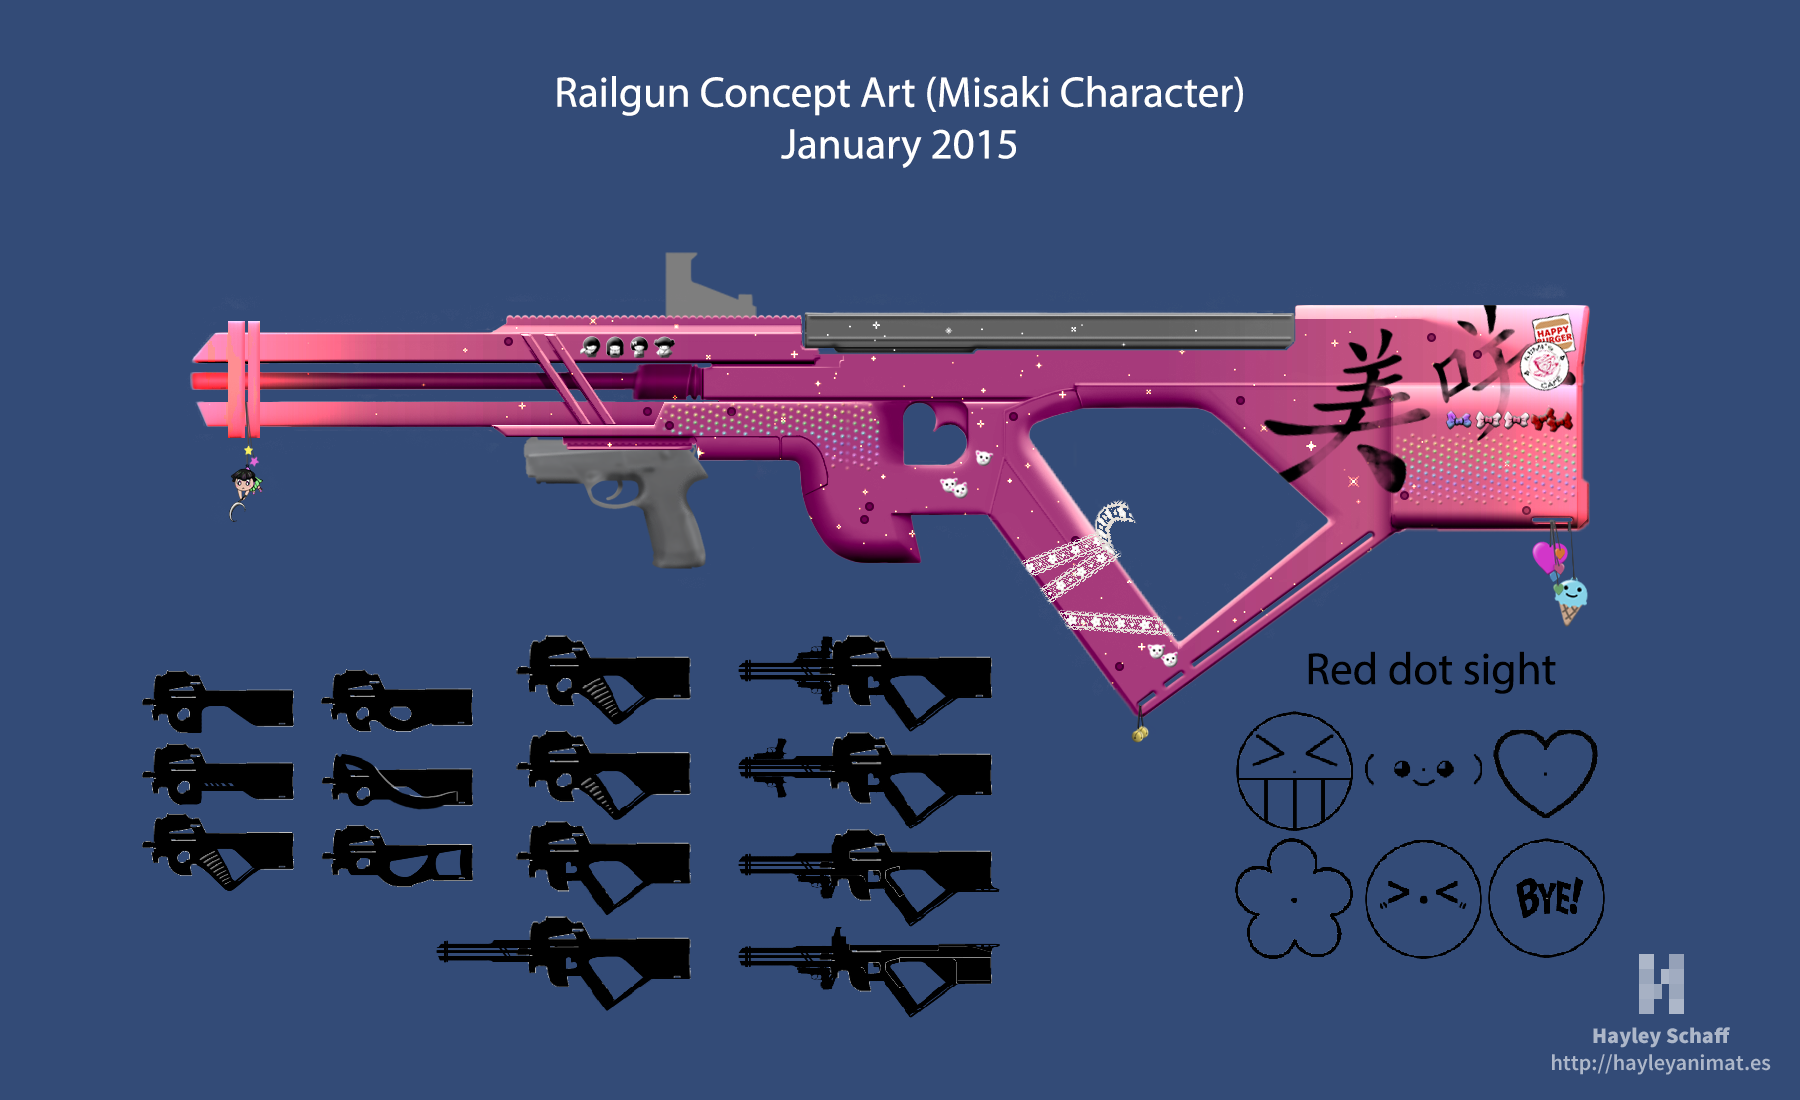 Railgun Concept Art (Misaki Character)
January 2015
美咲
HAPPY
BURGER
CAFE
Red dot sight
BYE!
Hayley Schaff
http://hayleyanimat.es